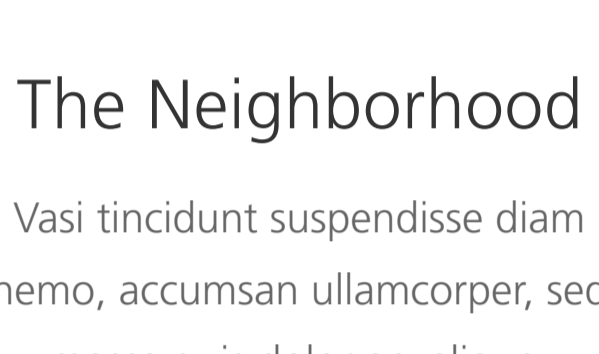 The Neighborhood
Vasi tincidunt suspendisse diam
nemo, accumsan ullamcorper, sed